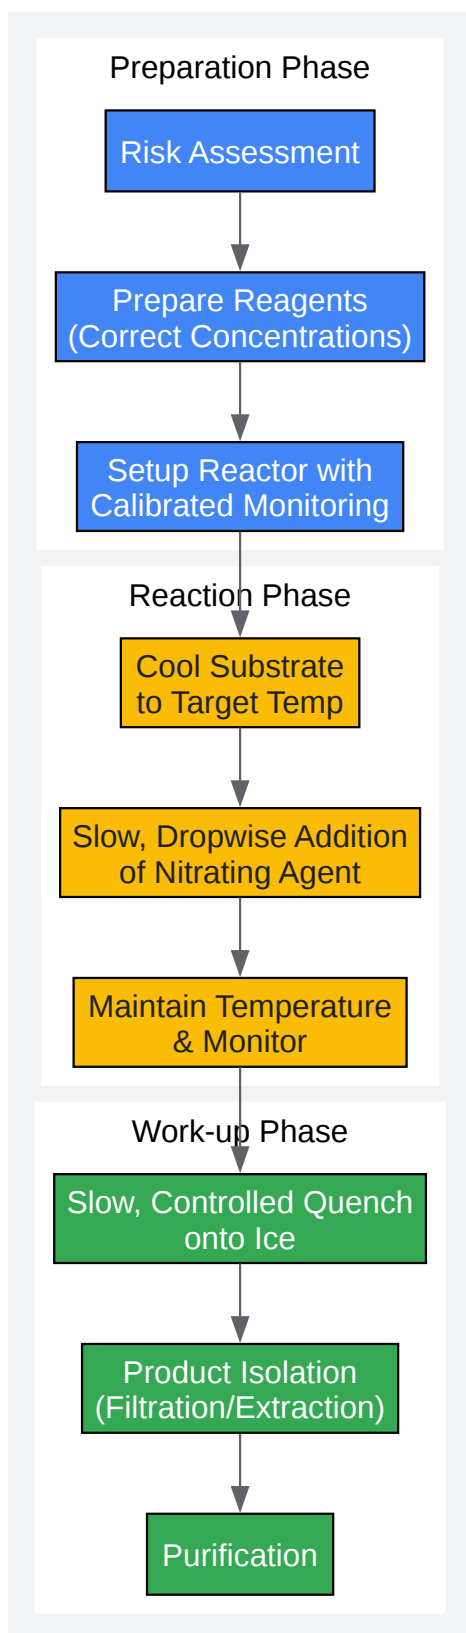 Preparation Phase
Risk Assessment
Prepare Reagents
(Correct Concentrations)
Setup Reactor with
Calibrated Monitoring
Reaction Phase
Cool Substrate
to Target Temp
Slow, Dropwise Addition
of Nitrating Agent
Maintain Temperature
& Monitor
Work-up Phase
Slow, Controlled Quench
onto Ice
Product Isolation
(Filtration/Extraction)
Purification